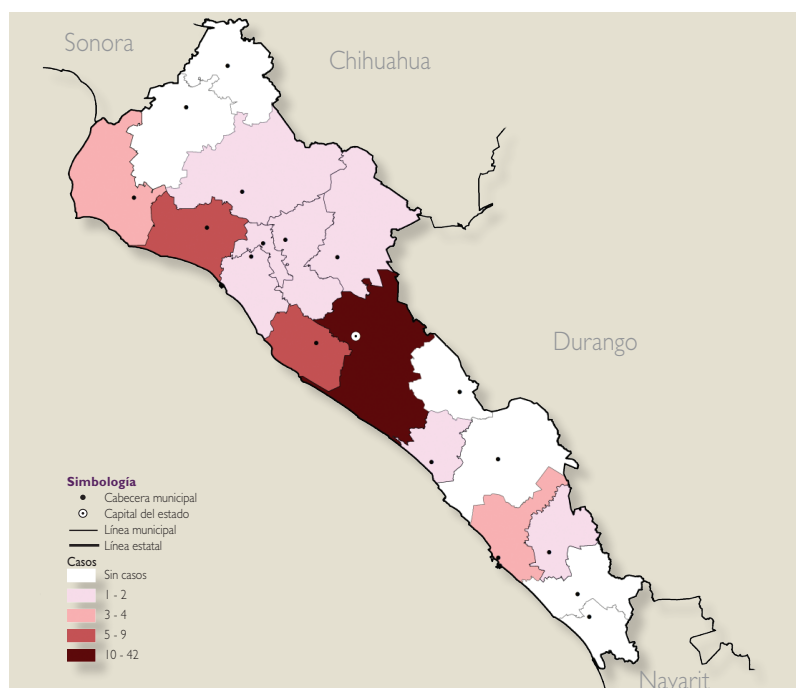 Sonora
Chihuahua
Durango
Simbología
Cabecera municipal
Capital del estado
Línea municipal
Línea estatal
Casos
Sin casos
1 - 2
3 - 4
5 - 9
10 - 42
Nayarit